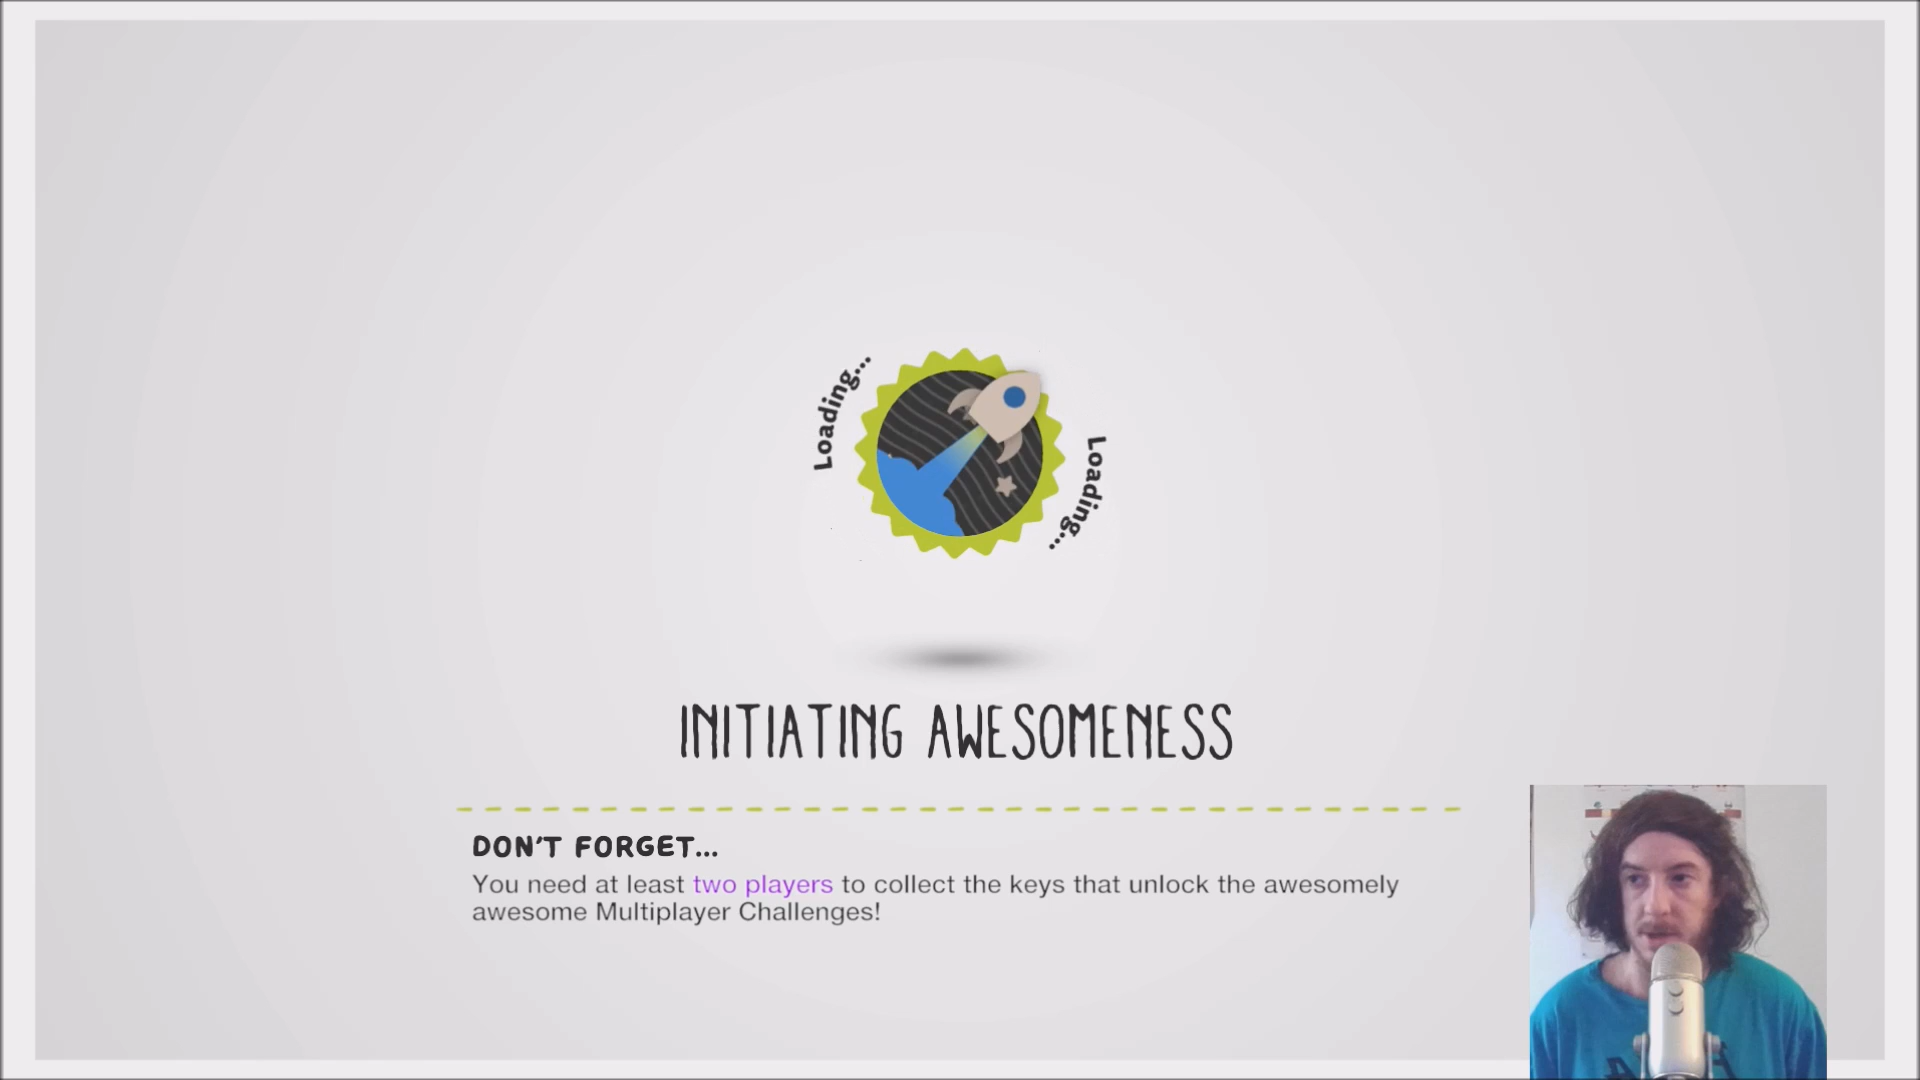 Loading...
Loading...
INITIATING AWESOMENESS
DON'T FORGET...
You need at least two players to collect the keys that unlock the awesomely
awesome Multiplayer Challenges!